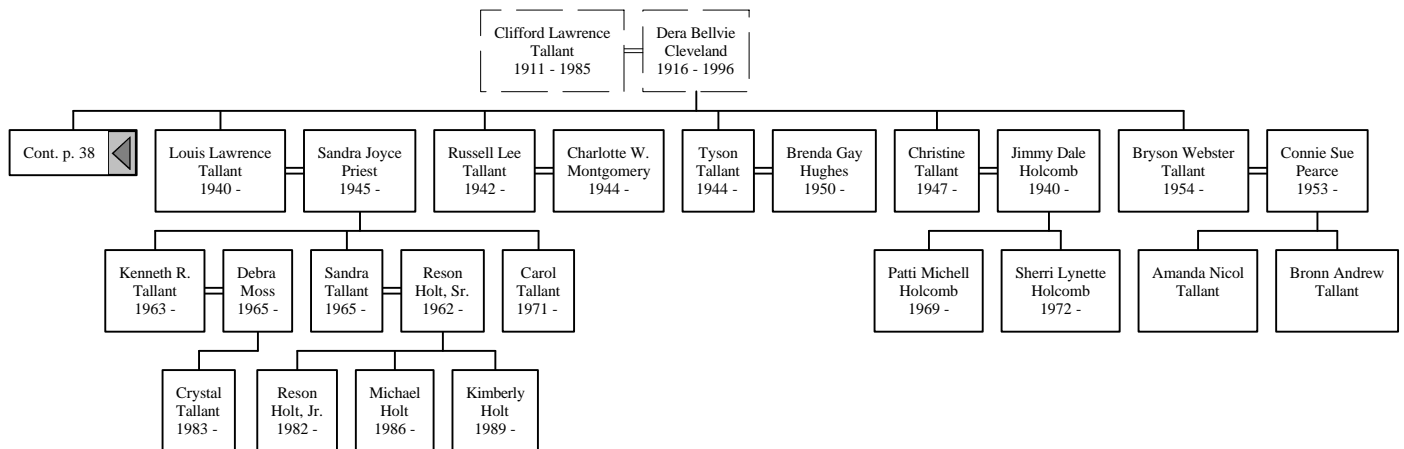 Clifford Lawrence
Tallant
1911 - 1985
Dera Bellvie
Cleveland
1916 - 1996
Cont. p. 38
Louis Lawrence
Tallant
1940 -
Sandra Joyce
Priest
1945 -
Russell Lee
Tallant
1942 -
Charlotte W.
Montgomery
1944 -
Tyson
Tallant
1944 -
Brenda Gay
Hughes
1950 -
Christine
Tallant
1947 -
Jimmy Dale
Holcomb
1940 -
Bryson Webster
Tallant
1954 -
Connie Sue
Pearce
1953 -
Kenneth R.
Tallant
1963 -
Debra
Moss
1965 -
Sandra
Tallant
1965 -
Reson
Holt, Sr.
1962 -
Carol
Tallant
1971 -
Patti Michell
Holcomb
1969 -
Sherri Lynette
Holcomb
1972 -
Amanda Nicol
Tallant
Bronn Andrew
Tallant
Crystal
Tallant
1983 -
Reson
Holt, Jr.
1982 -
Michael
Holt
1986 -
Kimberly
Holt
1989 -